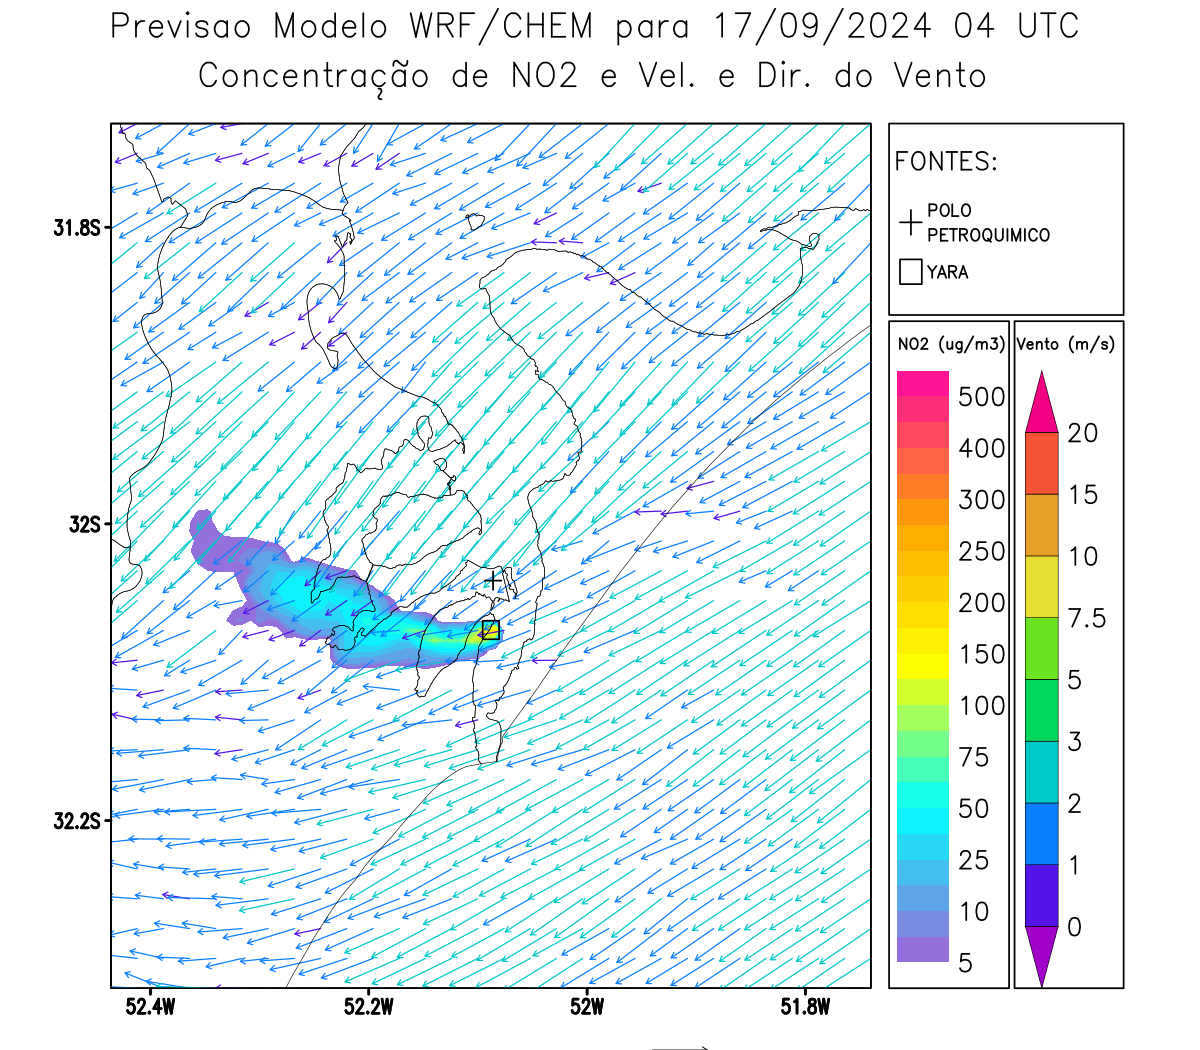 Previsao Modelo WRF/CHEM para 17/09/2024 04 UTC
Concentração de NO2 e Vel. e Dir. do Vento
FONTES:
POLO
PETROQUIMICO
YARA
NO2 (ug/m3)
500
400
300
250
200
150
100
75
50
25
10
5
Vento (m/s)
20
15
10
7.5
5
3
2
1
0
31.8S
32S
32.2S
52.4W
52.2W
52W
51.8W